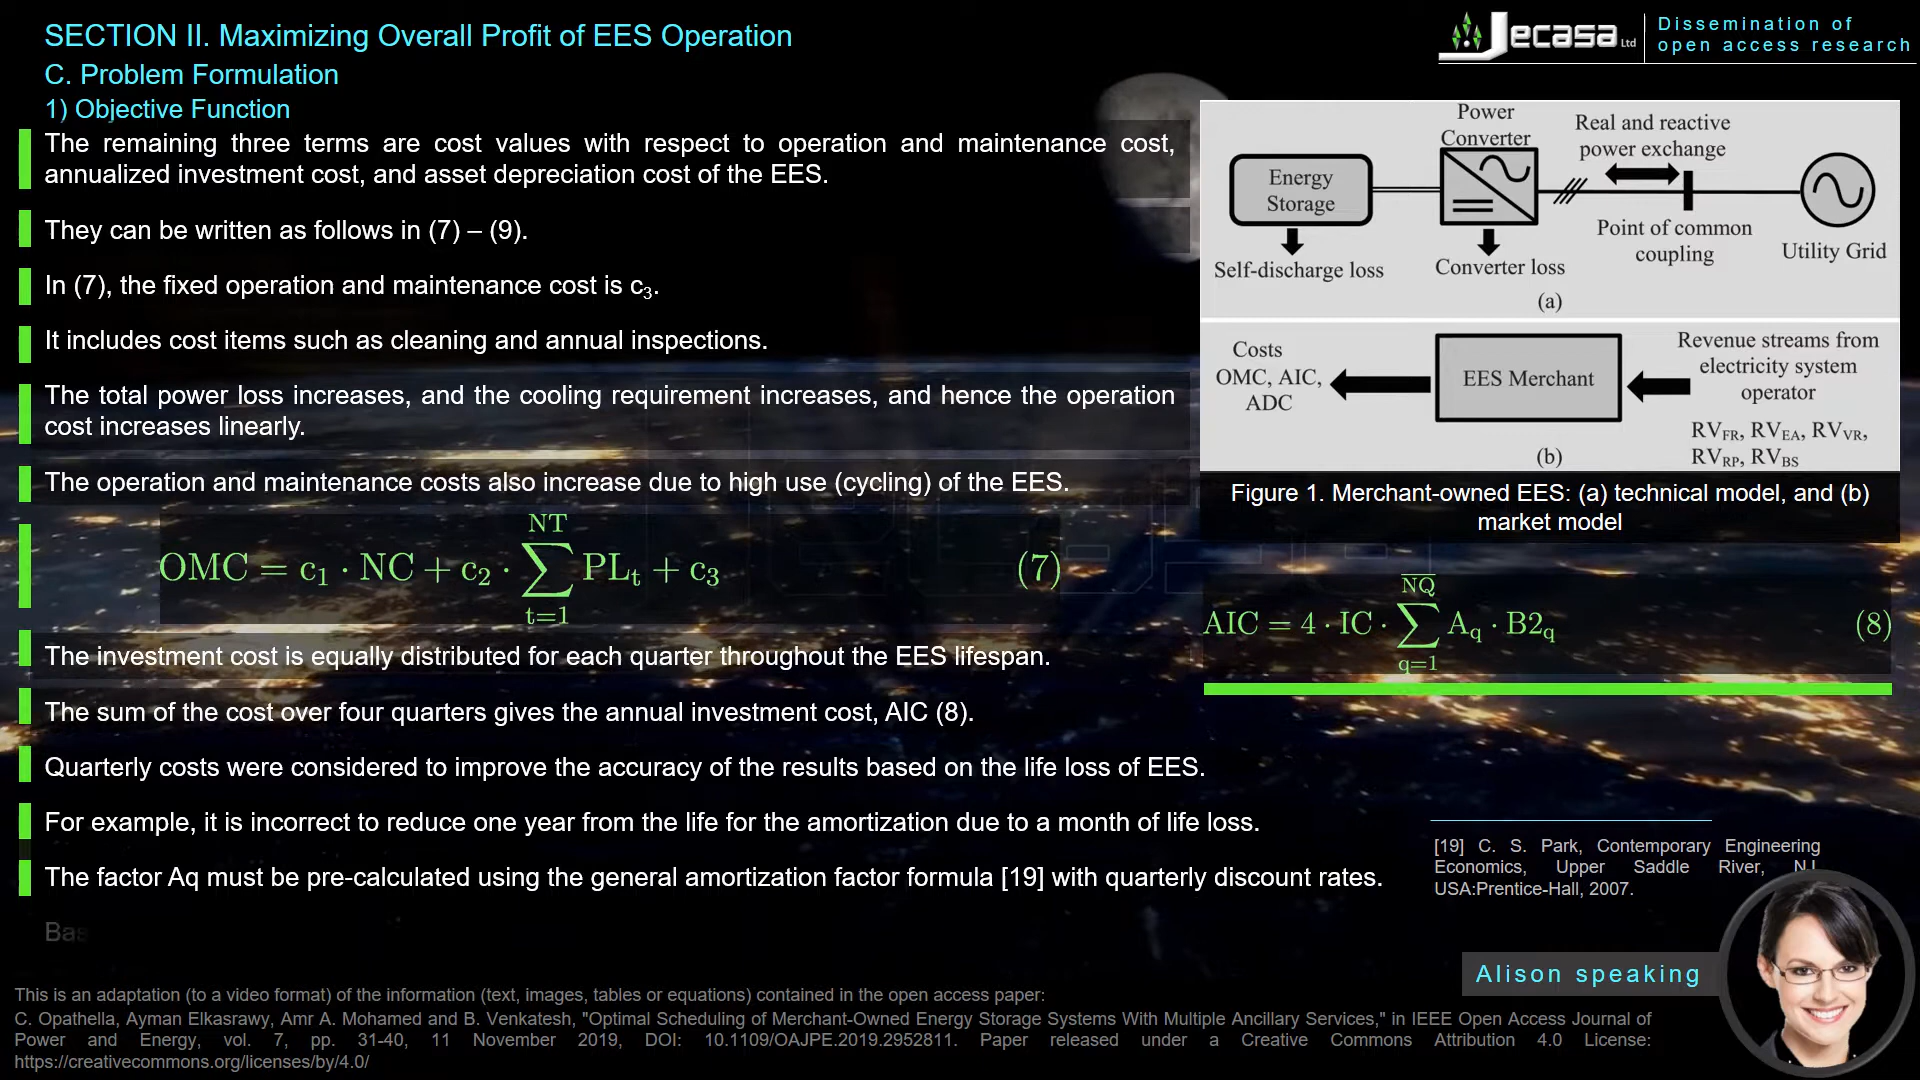 SECTION II. Maximizing Overall Profit of EES Operation
C. Problem Formulation
1) Objective Function
The remaining three terms are cost values with respect to operation and maintenance cost,
annualized investment cost, and asset depreciation cost of the EES.
They can be written as follows in (7) – (9).
In (7), the fixed operation and maintenance cost is c₃.
It includes cost items such as cleaning and annual inspections.
The total power loss increases, and the cooling requirement increases, and hence the operation
cost increases linearly.
The operation and maintenance costs also increase due to high use (cycling) of the EES.
OMC = c₁ · NC + c₂ · ∑_{t=1}^{NT} PLₜ + c₃ (7)
The investment cost is equally distributed for each quarter throughout the EES lifespan.
The sum of the cost over four quarters gives the annual investment cost, AIC (8).
Quarterly costs were considered to improve the accuracy of the results based on the life loss of EES.
For example, it is incorrect to reduce one year from the life for the amortization due to a month of life loss.
The factor Aq must be pre-calculated using the general amortization factor formula [19] with quarterly discount rates.
Bas
Jecasa Ltd
Dissemination of
open access research
Power
Converter
Real and reactive
power exchange
Energy
Storage
Point of common
coupling
Utility Grid
Self-discharge loss
Converter loss
(a)
Costs
OMC, AIC,
ADC
EES Merchant
Revenue streams from
electricity system
operator
RV_FR, RV_EA, RV_VR,
RV_RP, RV_BS
(b)
Figure 1. Merchant-owned EES: (a) technical model, and (b)
market model
AIC = 4 · IC · ∑_{q=1}^{\overline{NQ}} A_q · B2_q (8)
[19] C. S. Park, Contemporary Engineering
Economics, Upper Saddle River, NJ,
USA:Prentice-Hall, 2007.
Alison speaking
This is an adaptation (to a video format) of the information (text, images, tables or equations) contained in the open access paper:
C. Opathella, Ayman Elkasrawy, Amr A. Mohamed and B. Venkatesh, "Optimal Scheduling of Merchant-Owned Energy Storage Systems With Multiple Ancillary Services," in IEEE Open Access Journal of
Power and Energy, vol. 7, pp. 31-40, 11 November 2019, DOI: 10.1109/OAJPE.2019.2952811. Paper released under a Creative Commons Attribution 4.0 License:
https://creativecommons.org/licenses/by/4.0/